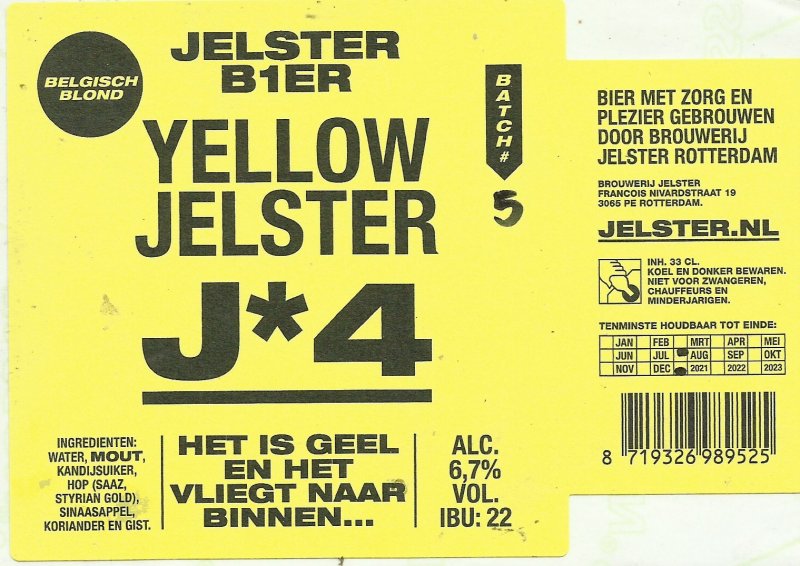 BELGISCH
BLOND
JELSTER
B1ER
YELLOW
JELSTER
J*4
BATCH#
5
INGREDIENTEN:
WATER, MOUT,
KANDIJSUIKER,
HOP (SAAZ,
STYRIAN GOLD),
SINAASAPPEL,
KORIANDER EN GIST.
HET IS GEEL
EN HET
VLIEGT NAAR
BINNEN...
ALC.
6,7%
VOL.
IBU: 22
BIER MET ZORG EN
PLEZIER GEBROUWEN
DOOR BROUWERIJ
JELSTER ROTTERDAM
BROUWERIJ JELSTER
FRANCOIS NIVARDSTRAAT 19
3065 PE ROTTERDAM.
JELSTER.NL
INH. 33 CL.
KOEL EN DONKER BEWAREN.
NIET VOOR ZWANGEREN,
CHAUFFEURS EN
MINDERJARIGEN.
TENMINSTE HOUDBAAR TOT EINDE:
JAN FEB MRT APR MEI
JUN JUL AUG SEP OKT
NOV DEC 2021 2022 2023
8 719326 989525